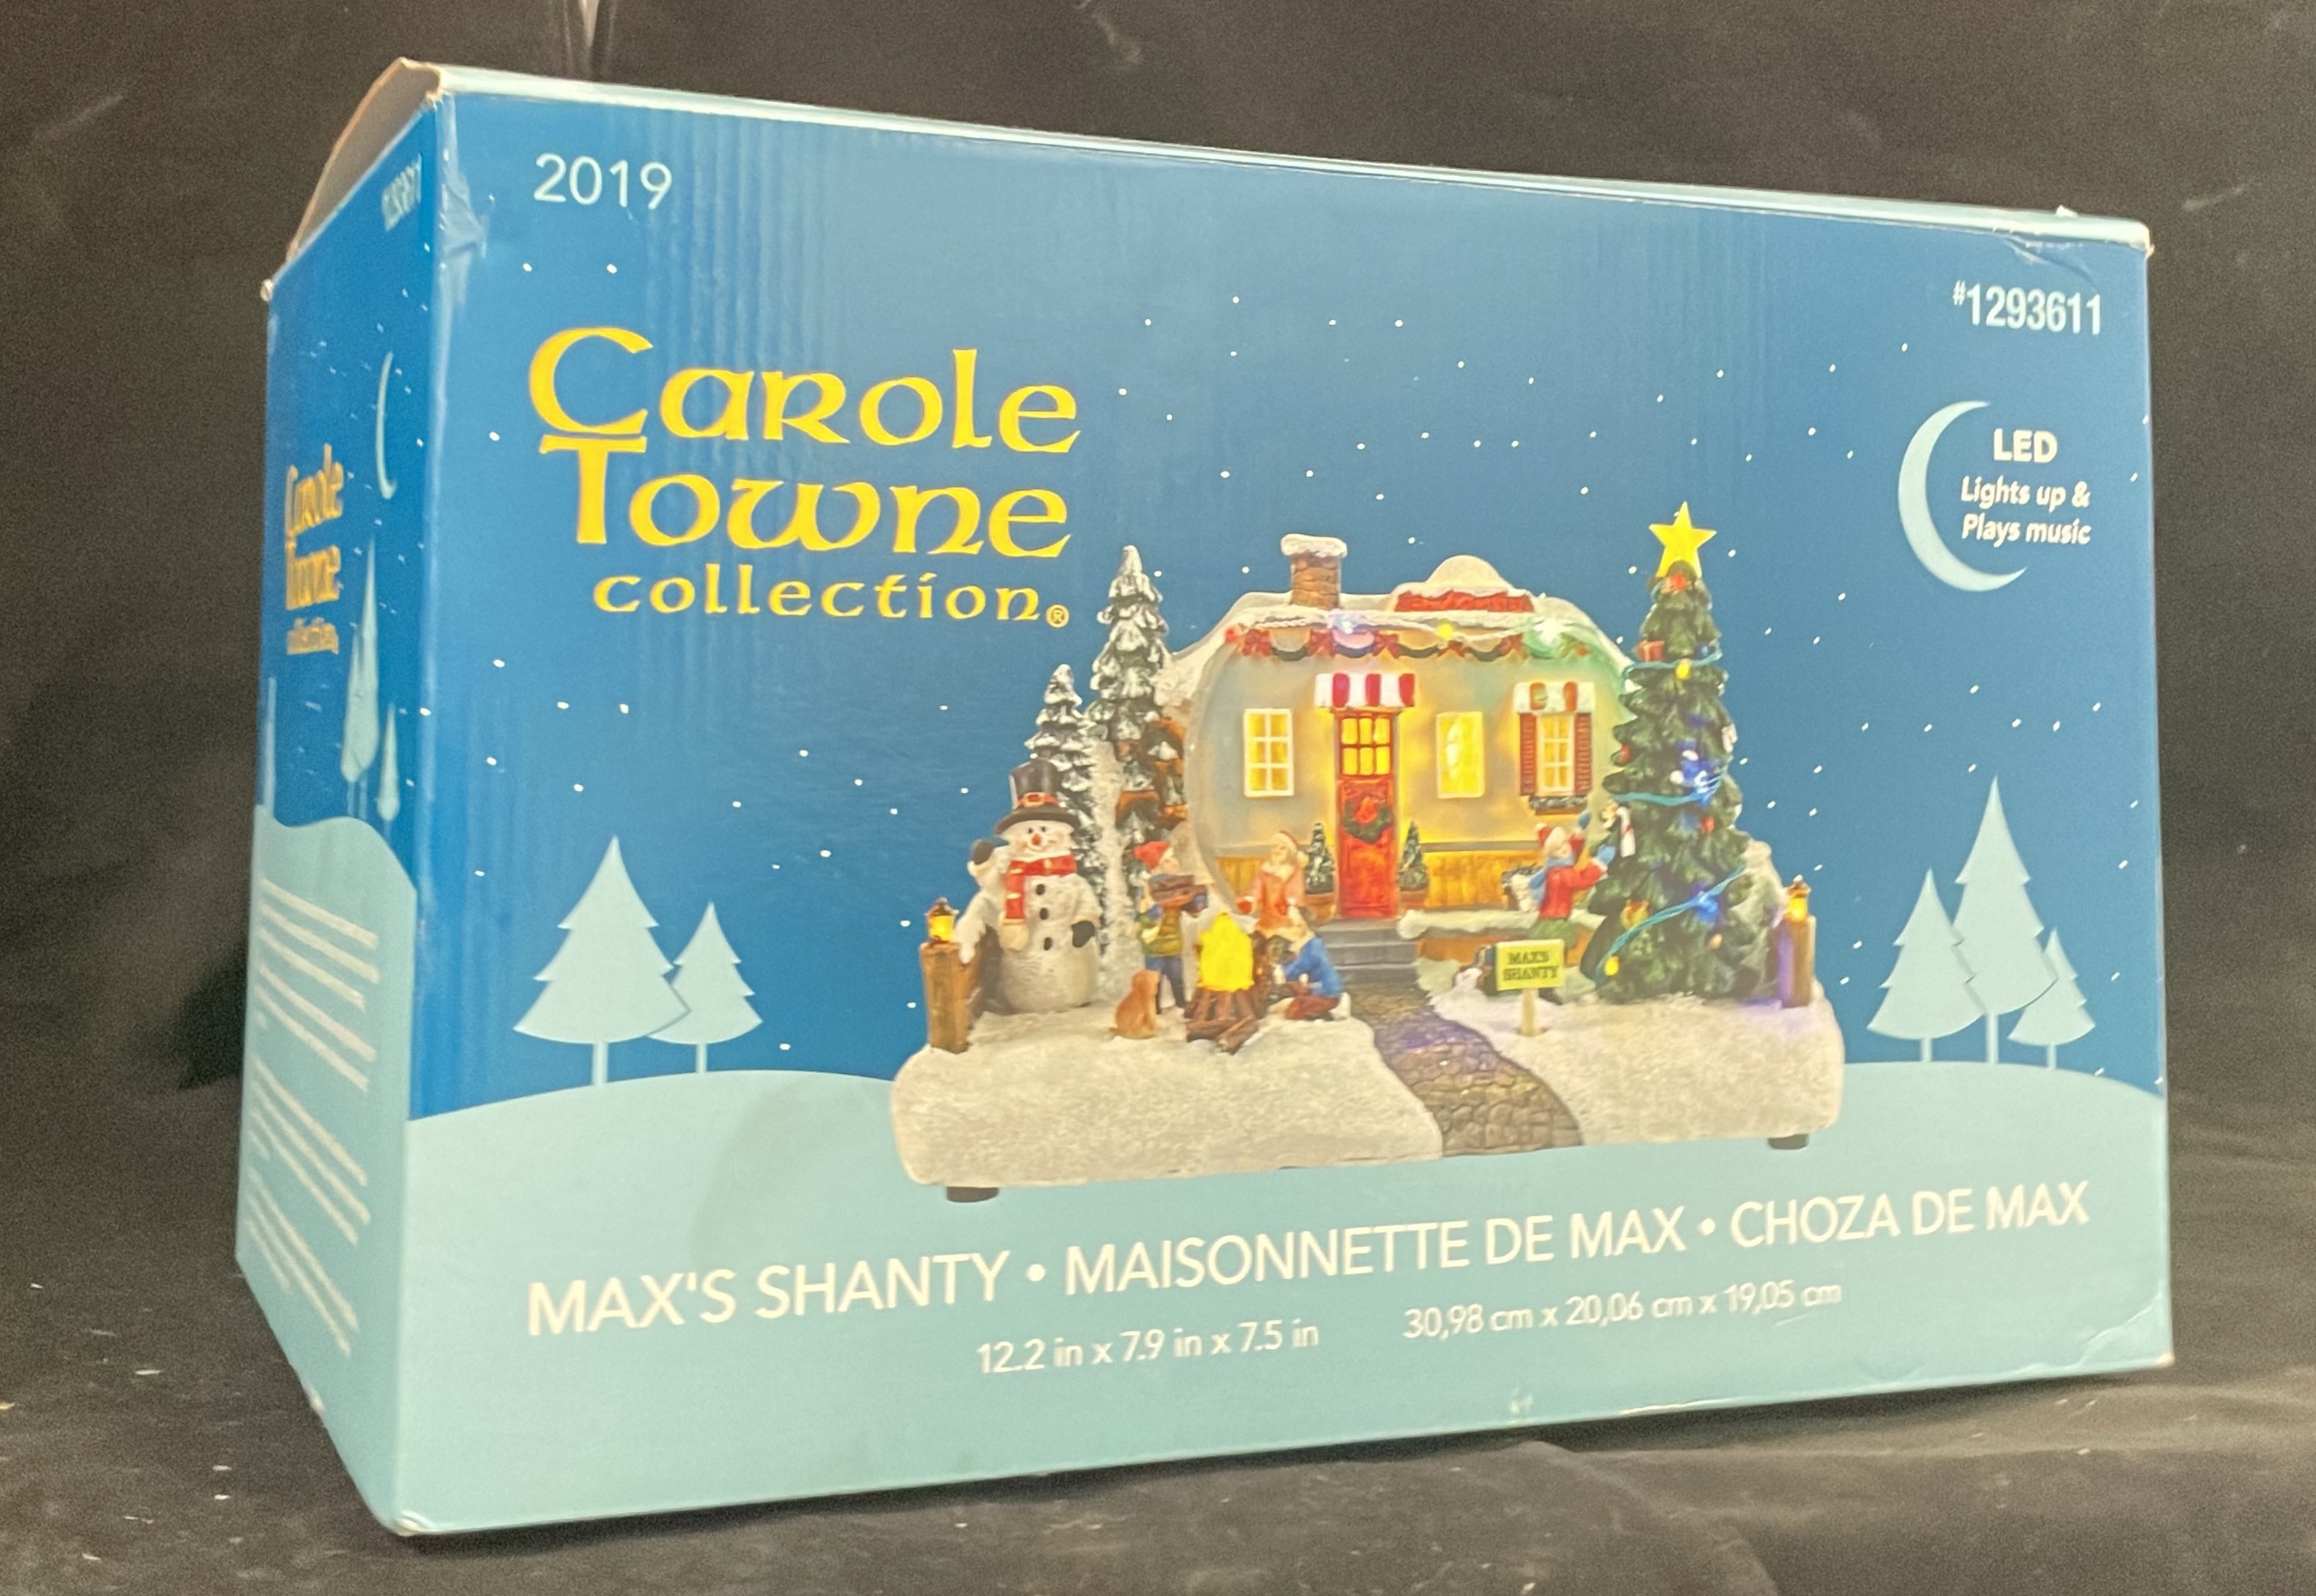 2019
#1293611
Carole
Towne
collection®
LED
Lights up &
Plays music
MAX'S
SHANTY
MAX'S SHANTY • MAISONNETTE DE MAX • CHOZA DE MAX
12.2 in x 7.9 in x 7.5 in 30,98 cm x 20,06 cm x 19,05 cm
Carole
Towne
collection®